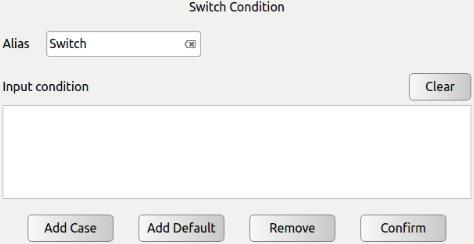 Switch Condition
Alias Switch
Input condition Clear
Add Case Add Default Remove Confirm